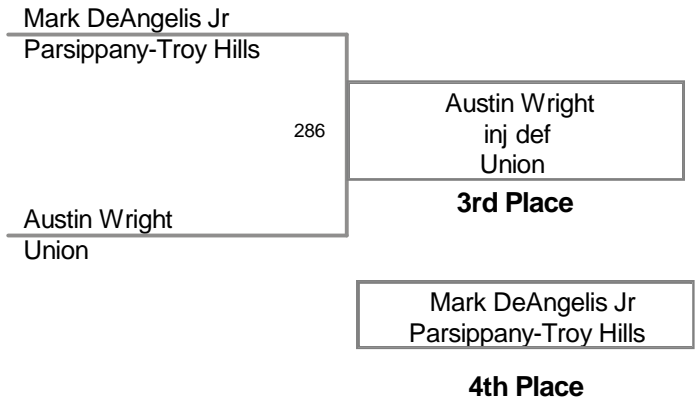 Mark DeAngelis Jr
Parsippany-Troy Hills
286
Austin Wright
inj def
Union
3rd Place
Austin Wright
Union
Mark DeAngelis Jr
Parsippany-Troy Hills
4th Place